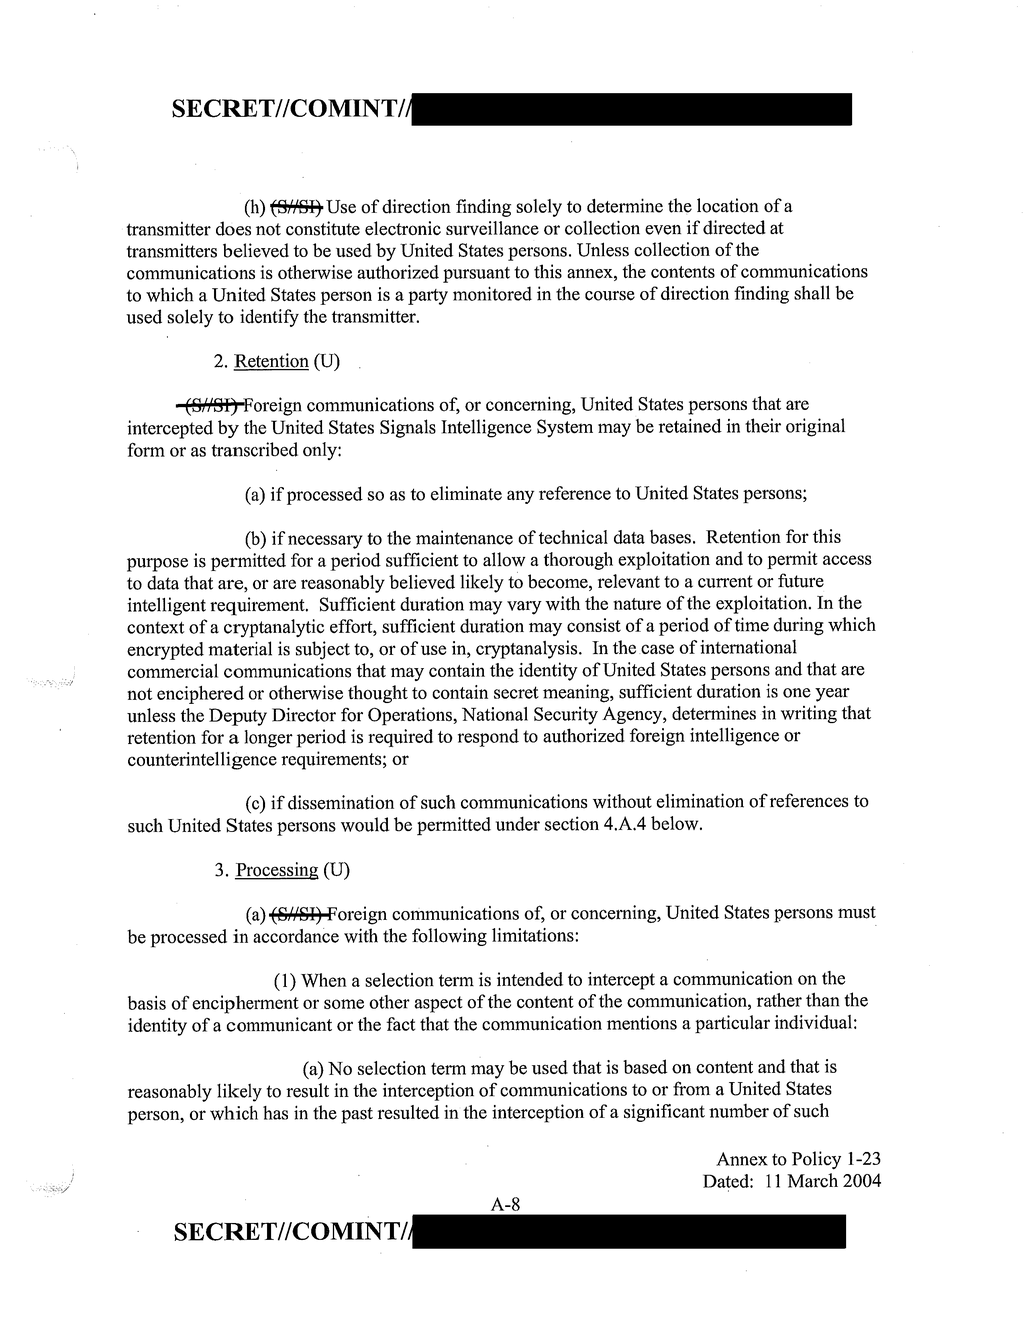 SECRET//COMINT//
(h) (S//SI) Use of direction finding solely to determine the location of a
transmitter does not constitute electronic surveillance or collection even if directed at
transmitters believed to be used by United States persons. Unless collection of the
communications is otherwise authorized pursuant to this annex, the contents of communications
to which a United States person is a party monitored in the course of direction finding shall be
used solely to identify the transmitter.
2. Retention (U)
(S//SI) Foreign communications of, or concerning, United States persons that are
intercepted by the United States Signals Intelligence System may be retained in their original
form or as transcribed only:
(a) if processed so as to eliminate any reference to United States persons;
(b) if necessary to the maintenance of technical data bases. Retention for this
purpose is permitted for a period sufficient to allow a thorough exploitation and to permit access
to data that are, or are reasonably believed likely to become, relevant to a current or future
intelligent requirement. Sufficient duration may vary with the nature of the exploitation. In the
context of a cryptanalytic effort, sufficient duration may consist of a period of time during which
encrypted material is subject to, or of use in, cryptanalysis. In the case of international
commercial communications that may contain the identity of United States persons and that are
not enciphered or otherwise thought to contain secret meaning, sufficient duration is one year
unless the Deputy Director for Operations, National Security Agency, determines in writing that
retention for a longer period is required to respond to authorized foreign intelligence or
counterintelligence requirements; or
(c) if dissemination of such communications without elimination of references to
such United States persons would be permitted under section 4.A.4 below.
3. Processing (U)
(a) (S//SI) Foreign communications of, or concerning, United States persons must
be processed in accordance with the following limitations:
(1) When a selection term is intended to intercept a communication on the
basis of encipherment or some other aspect of the content of the communication, rather than the
identity of a communicant or the fact that the communication mentions a particular individual:
(a) No selection term may be used that is based on content and that is
reasonably likely to result in the interception of communications to or from a United States
person, or which has in the past resulted in the interception of a significant number of such
Annex to Policy 1-23
Dated: 11 March 2004
A-8
SECRET//COMINT//